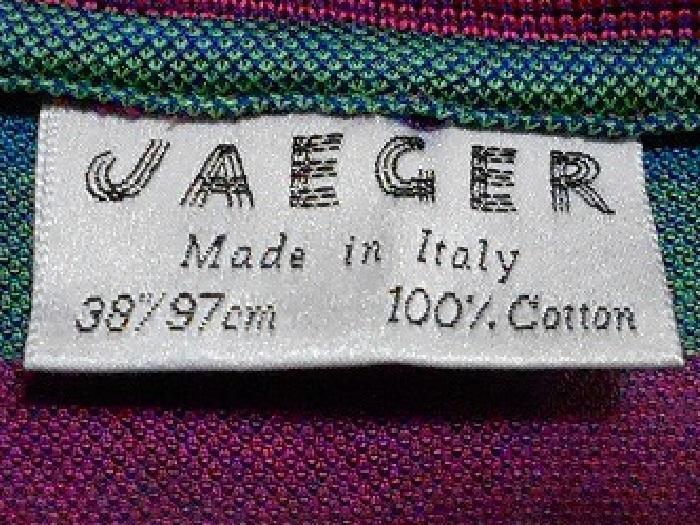 JAEGER
Made in Italy
38"/97cm 100% Cotton